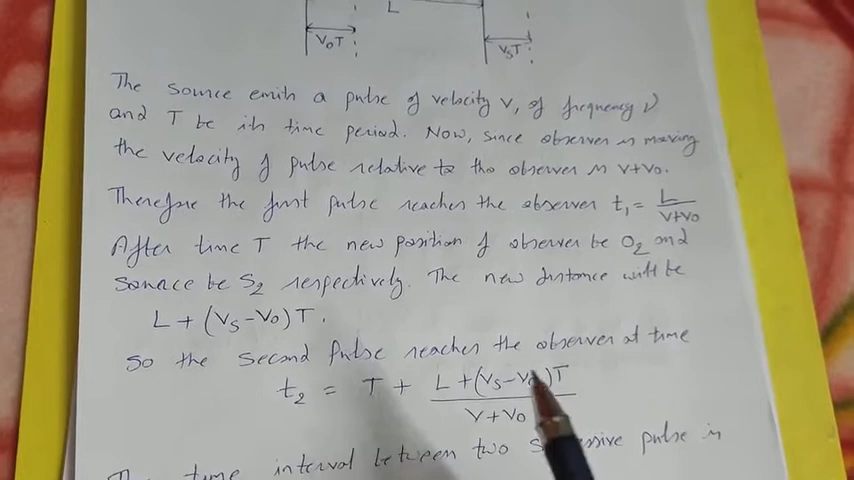 L
V₀T
VsT
The source emits a pulse of velocity v, of frequency ν
and T be its time period. Now, since observer is moving
the velocity of pulse relative to the observer is v+v₀.
Therefore the first pulse reaches the observer t₁ = L/(v+v₀)
After time T the new position of observer be O₂ and
source be S₂ respectively. The new distance will be
L + (Vs-V₀)T.
So the second pulse reaches the observer at time
t₂ = T + (L+(Vs-V₀)T)/(v+v₀)
time interval between two successive pulse is